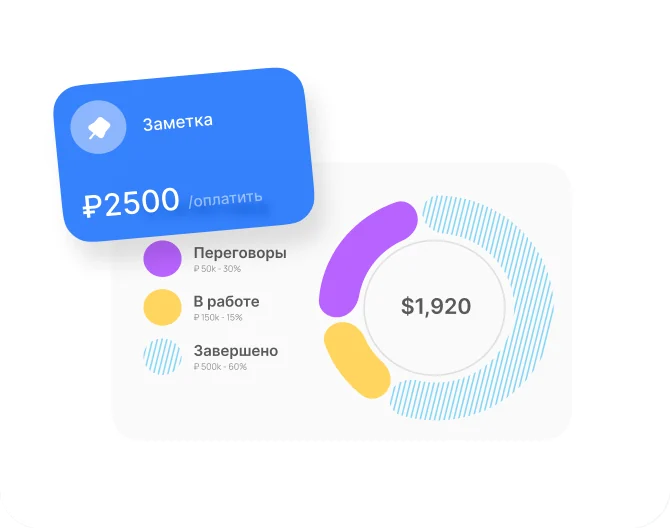 Заметка
₽2500 /оплатить
Переговоры
₽ 50k - 30%
В работе
₽ 150k - 15%
Завершено
₽ 500k - 60%
$1,920